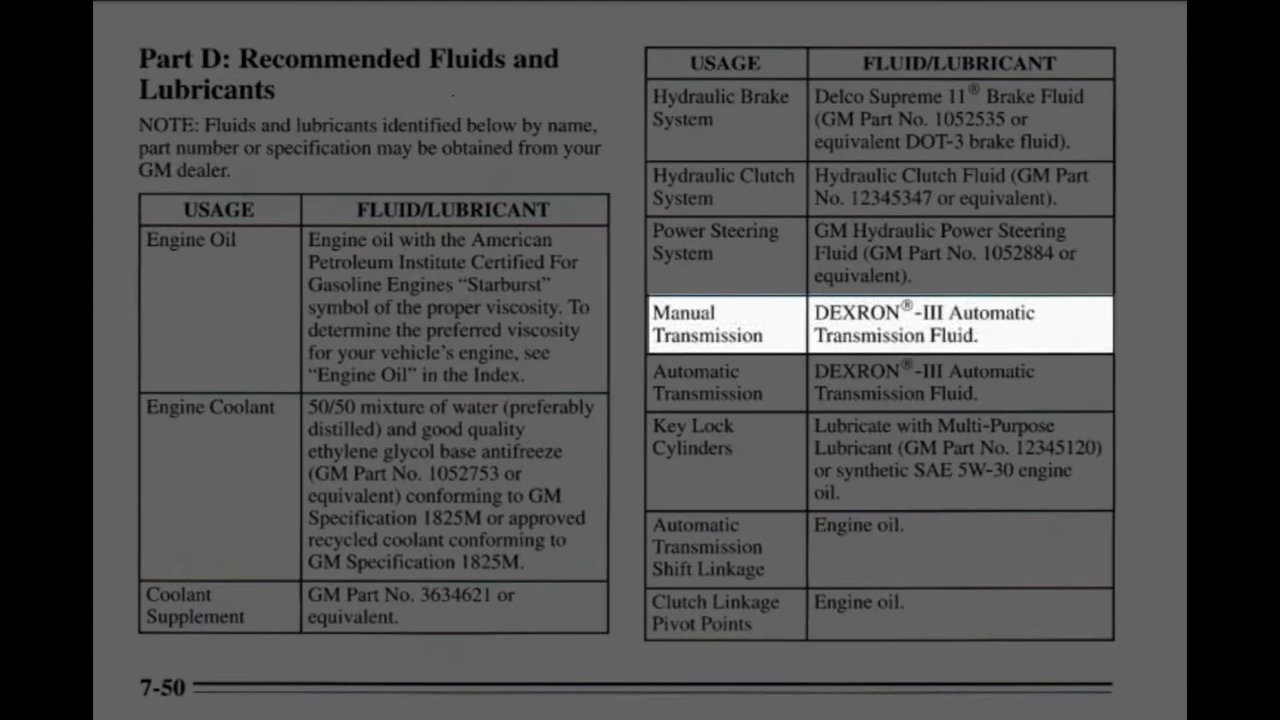 Part D: Recommended Fluids and
Lubricants
NOTE: Fluids and lubricants identified below by name,
part number or specification may be obtained from your
GM dealer.
USAGE FLUID/LUBRICANT
Engine Oil Engine oil with the American
Petroleum Institute Certified For
Gasoline Engines “Starburst”
symbol of the proper viscosity. To
determine the preferred viscosity
for your vehicle’s engine, see
“Engine Oil” in the Index.
Engine Coolant 50/50 mixture of water (preferably
distilled) and good quality
ethylene glycol base antifreeze
(GM Part No. 1052753 or
equivalent) conforming to GM
Specification 1825M or approved
recycled coolant conforming to
GM Specification 1825M.
Coolant GM Part No. 3634621 or
Supplement equivalent.
USAGE FLUID/LUBRICANT
Hydraulic Brake Delco Supreme 11® Brake Fluid
System (GM Part No. 1052535 or
equivalent DOT-3 brake fluid).
Hydraulic Clutch Hydraulic Clutch Fluid (GM Part
System No. 12345347 or equivalent).
Power Steering GM Hydraulic Power Steering
System Fluid (GM Part No. 1052884 or
equivalent).
Manual DEXRON®-III Automatic
Transmission Transmission Fluid.
Automatic DEXRON®-III Automatic
Transmission Transmission Fluid.
Key Lock Lubricate with Multi-Purpose
Cylinders Lubricant (GM Part No. 12345120)
or synthetic SAE 5W-30 engine
oil.
Automatic Engine oil.
Transmission
Shift Linkage
Clutch Linkage Engine oil.
Pivot Points
7-50